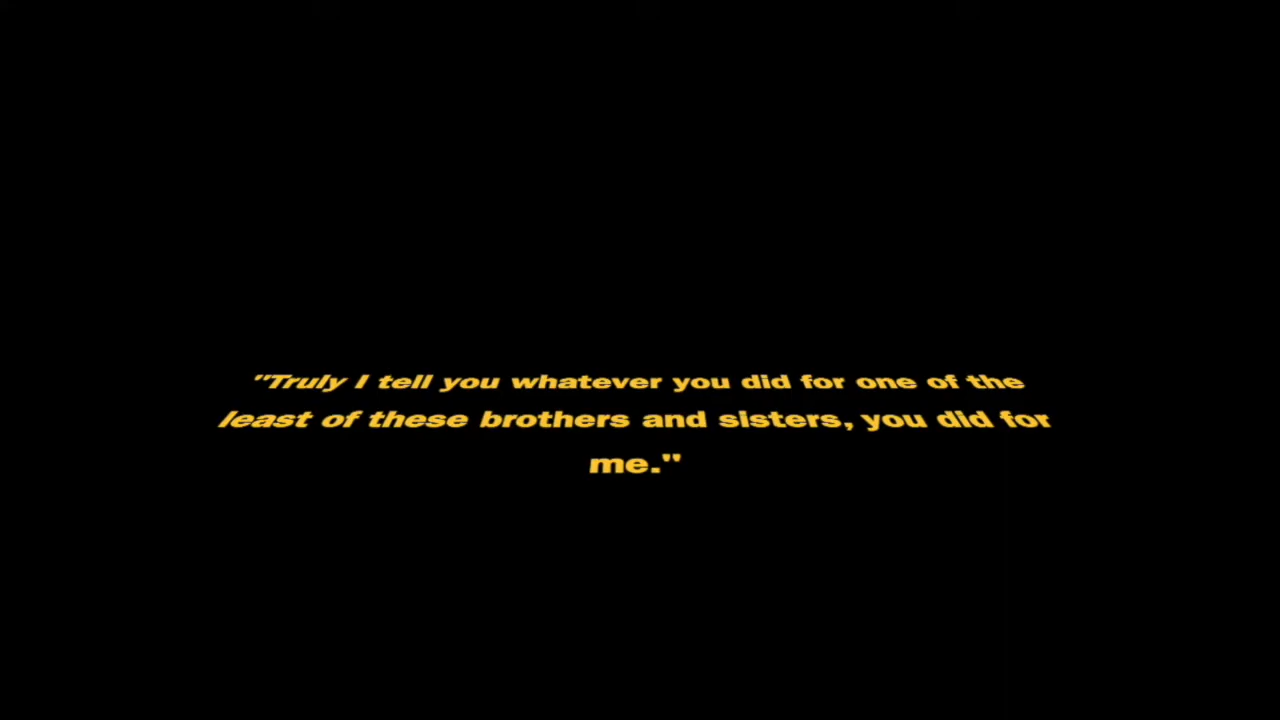 "Truly I tell you whatever you did for one of the
least of these brothers and sisters, you did for
me."